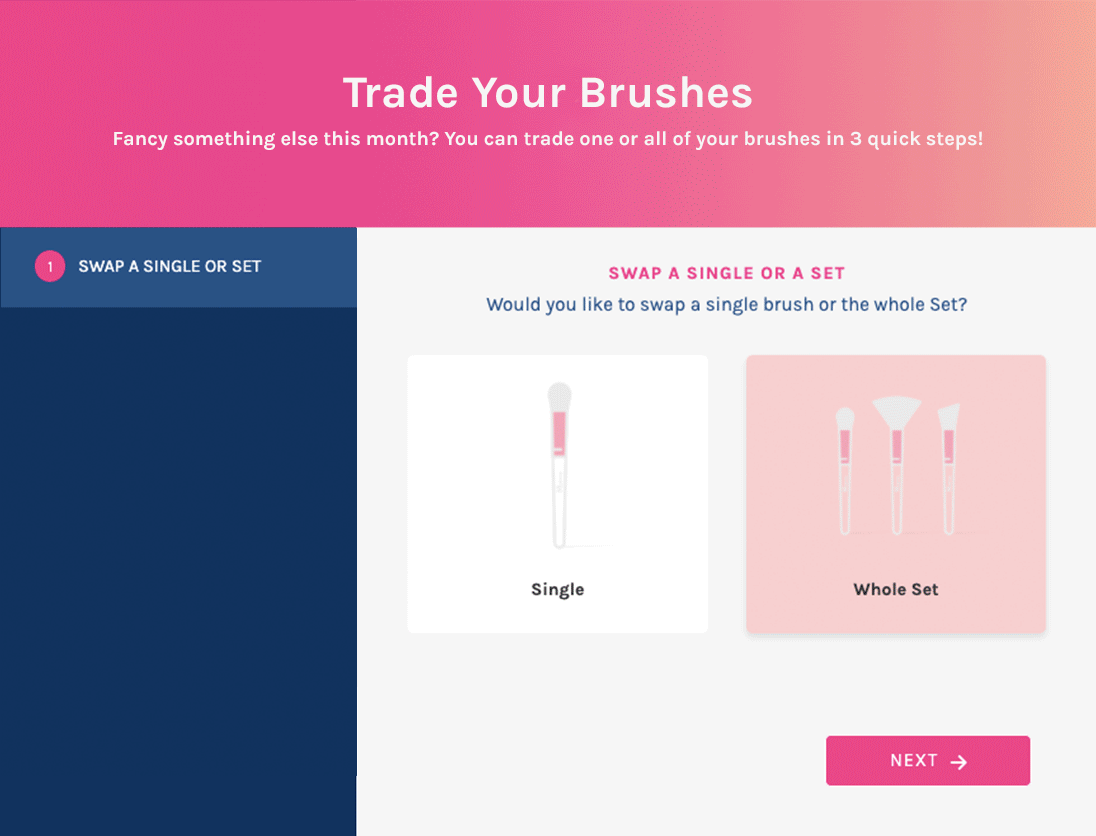 Trade Your Brushes
Fancy something else this month? You can trade one or all of your brushes in 3 quick steps!
1 SWAP A SINGLE OR SET
SWAP A SINGLE OR A SET
Would you like to swap a single brush or the whole Set?
Single
Whole Set
NEXT →